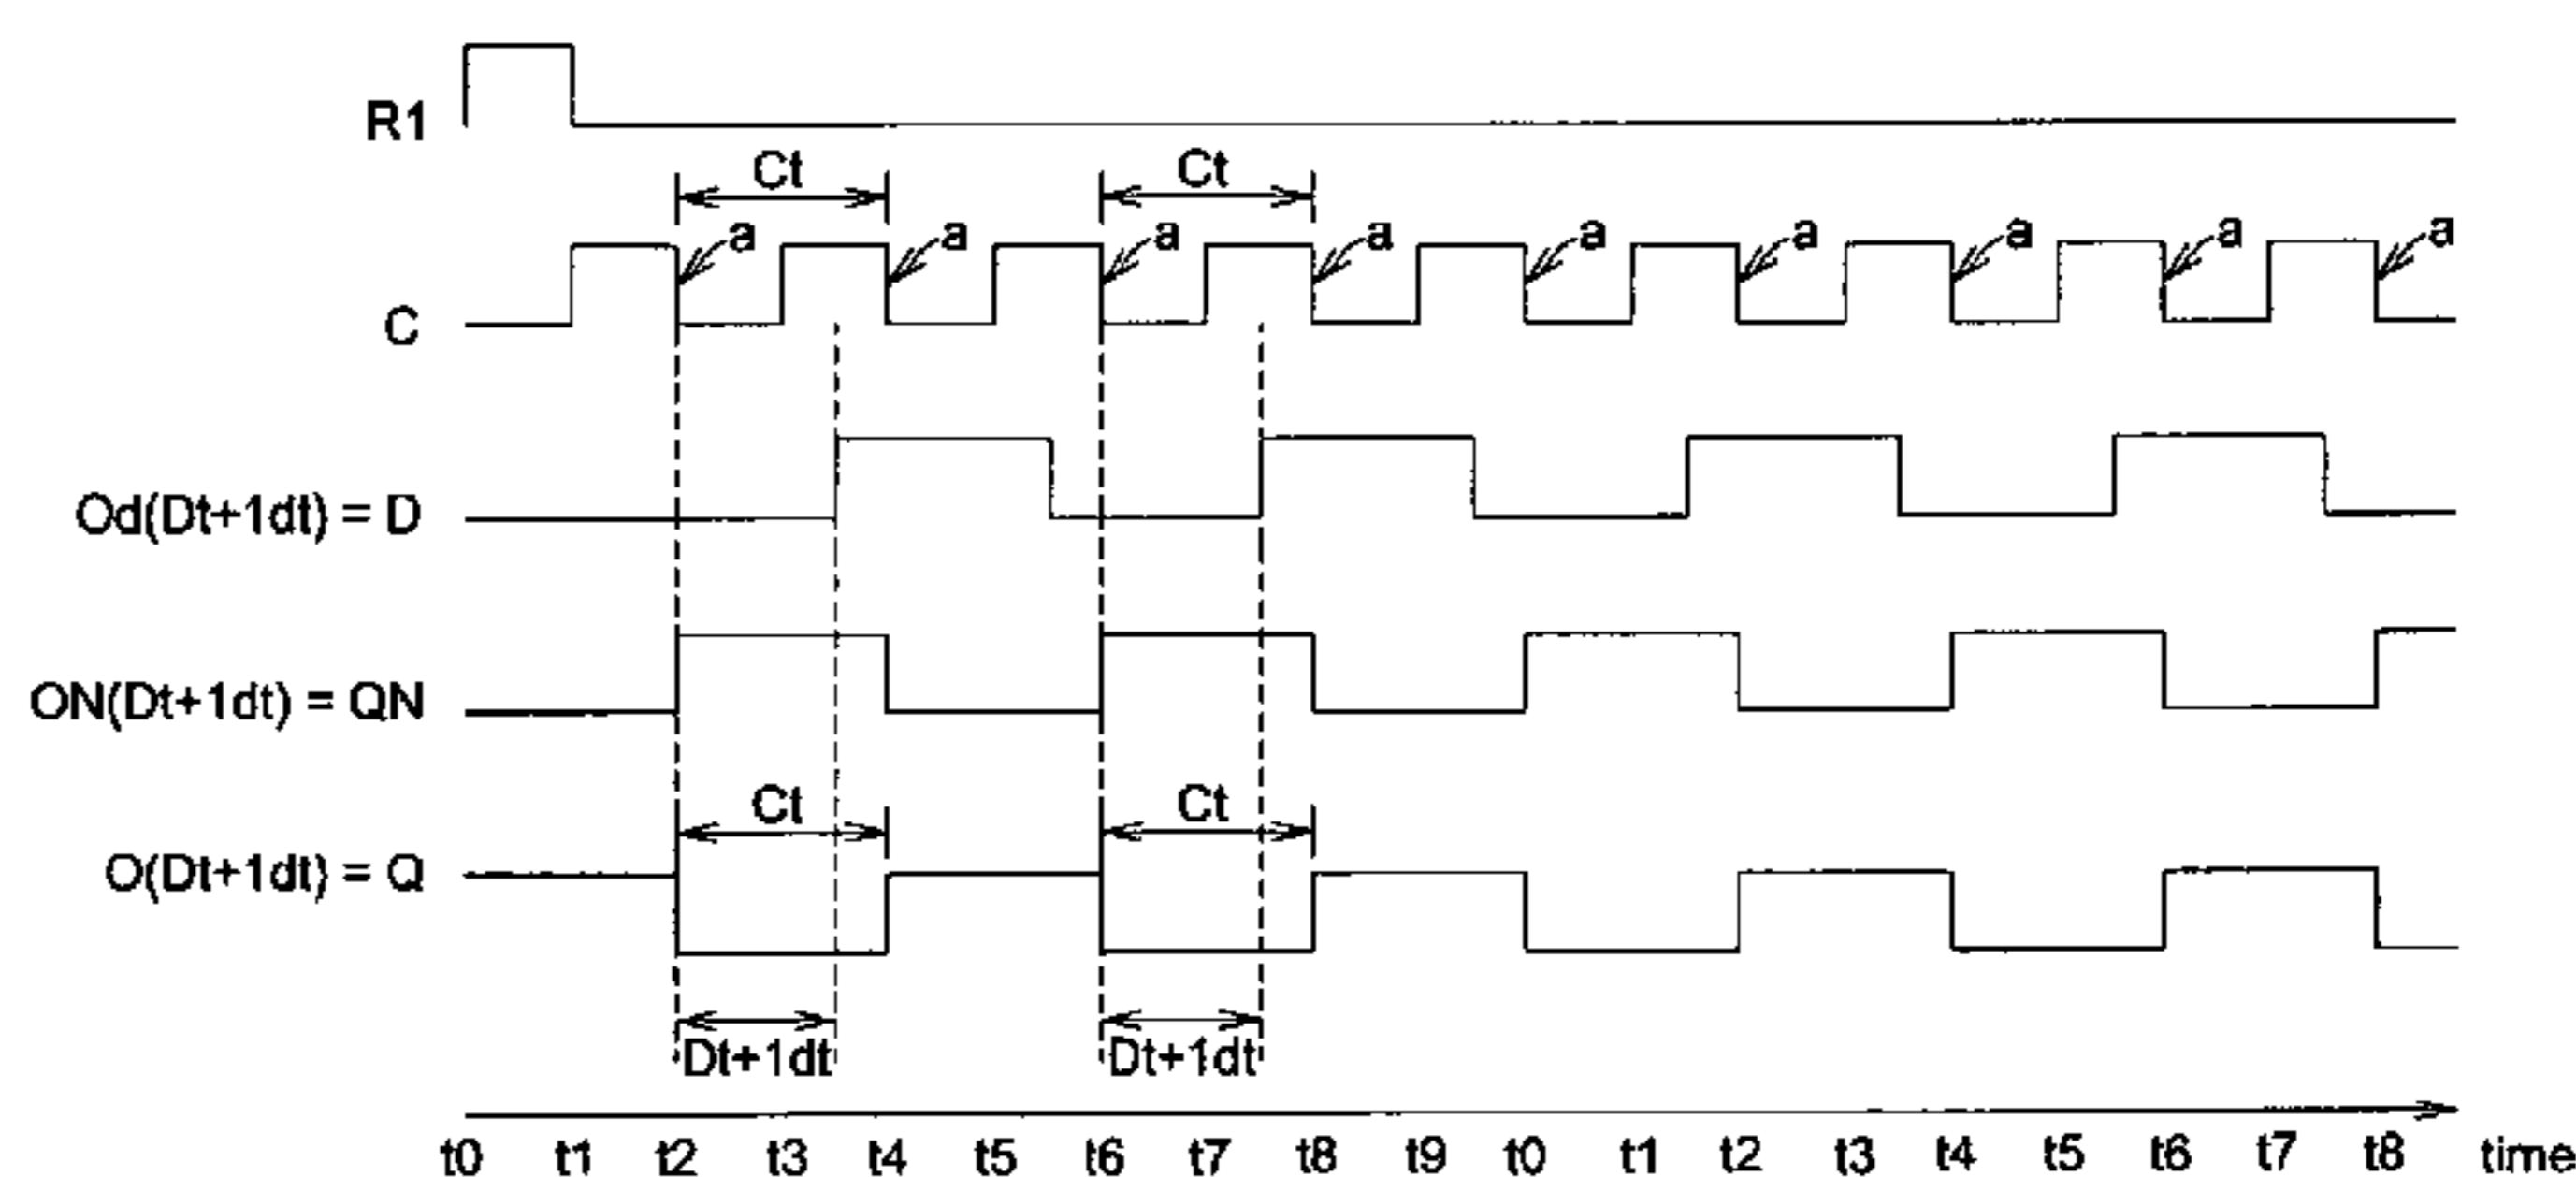 R1
Ct Ct
a a a a a a a a a
C
Od(Dt+1dt) = D
ON(Dt+1dt) = QN
Ct Ct
O(Dt+1dt) = Q
Dt+1dt Dt+1dt
t0 t1 t2 t3 t4 t5 t6 t7 t8 t9 t0 t1 t2 t3 t4 t5 t6 t7 t8 time